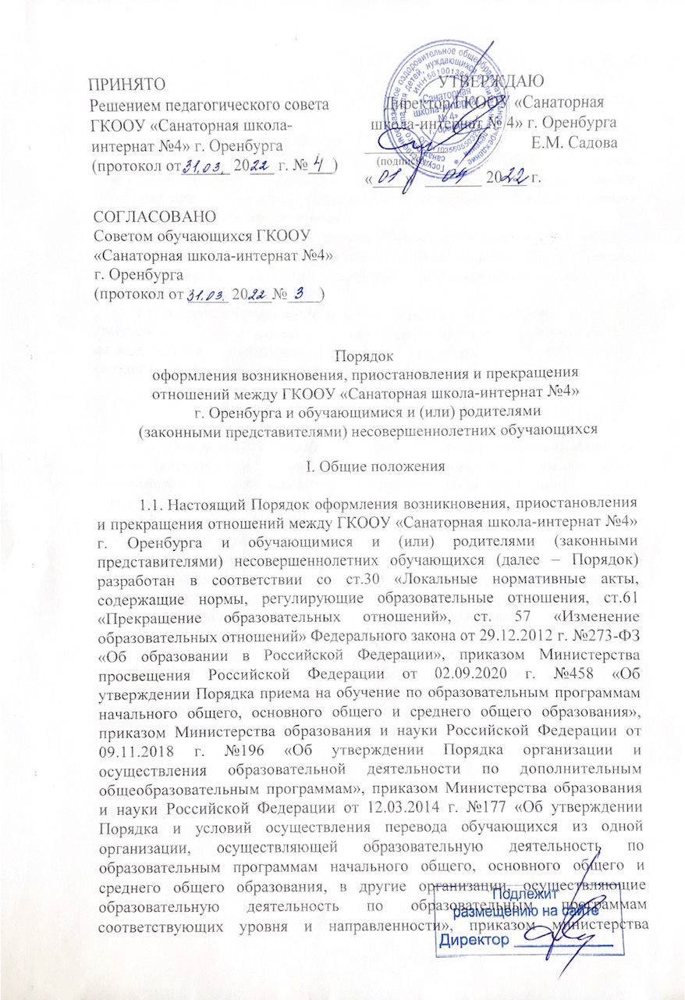 ПРИНЯТО
Решением педагогического совета
ГКООУ «Санаторная школа-
интернат №4» г. Оренбурга
(протокол от 31.03. 2022 г. № 4)
УТВЕРЖДАЮ
Директор ГКООУ «Санаторная
школа-интернат № 4» г. Оренбурга
Е.М. Садова
(подпись)
«01» 04 2022 г.
СОГЛАСОВАНО
Советом обучающихся ГКООУ
«Санаторная школа-интернат №4»
г. Оренбурга
(протокол от 31.03. 2022 № 3)
Порядок
оформления возникновения, приостановления и прекращения
отношений между ГКООУ «Санаторная школа-интернат №4»
г. Оренбурга и обучающимися и (или) родителями
(законными представителями) несовершеннолетних обучающихся
I. Общие положения
1.1. Настоящий Порядок оформления возникновения, приостановления
и прекращения отношений между ГКООУ «Санаторная школа-интернат №4»
г. Оренбурга и обучающимися и (или) родителями (законными
представителями) несовершеннолетних обучающихся (далее – Порядок)
разработан в соответствии со ст.30 «Локальные нормативные акты,
содержащие нормы, регулирующие образовательные отношения, ст.61
«Прекращение образовательных отношений», ст. 57 «Изменение
образовательных отношений» Федерального закона от 29.12.2012 г. №273-ФЗ
«Об образовании в Российской Федерации», приказом Министерства
просвещения Российской Федерации от 02.09.2020 г. №458 «Об
утверждении Порядка приема на обучение по образовательным программам
начального общего, основного общего и среднего общего образования»,
приказом Министерства образования и науки Российской Федерации от
09.11.2018 г. №196 «Об утверждении Порядка организации и
осуществления образовательной деятельности по дополнительным
общеобразовательным программам», приказом Министерства образования
и науки Российской Федерации от 12.03.2014 г. №177 «Об утверждении
Порядка и условий осуществления перевода обучающихся из одной
организации, осуществляющей образовательную деятельность по
образовательным программам начального общего, основного общего и
среднего общего образования, в другие организации, осуществляющие
образовательную деятельность по образовательным программам
соответствующих уровня и направленности», приказом министерства
Подлежит
размещению на сайте
Директор